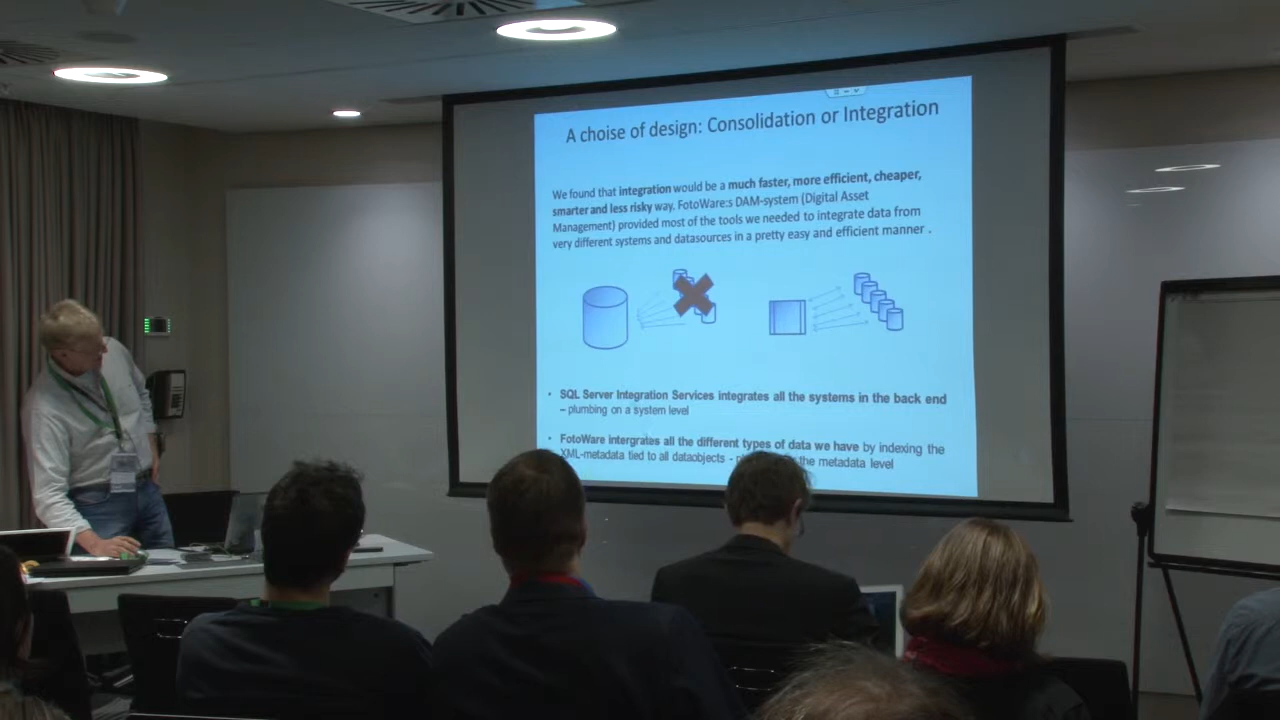 A choise of design: Consolidation or Integration
We found that integration would be a much faster, more efficient, cheaper,
smarter and less risky way. FotoWare:s DAM-system (Digital Asset
Management) provided most of the tools we needed to integrate data from
very different systems and datasources in a pretty easy and efficient manner .
• SQL Server Integration Services integrates all the systems in the back end
– plumbing on a system level
• FotoWare intergrates all the different types of data we have by indexing the
XML-metadata tied to all dataobjects - the metadata level